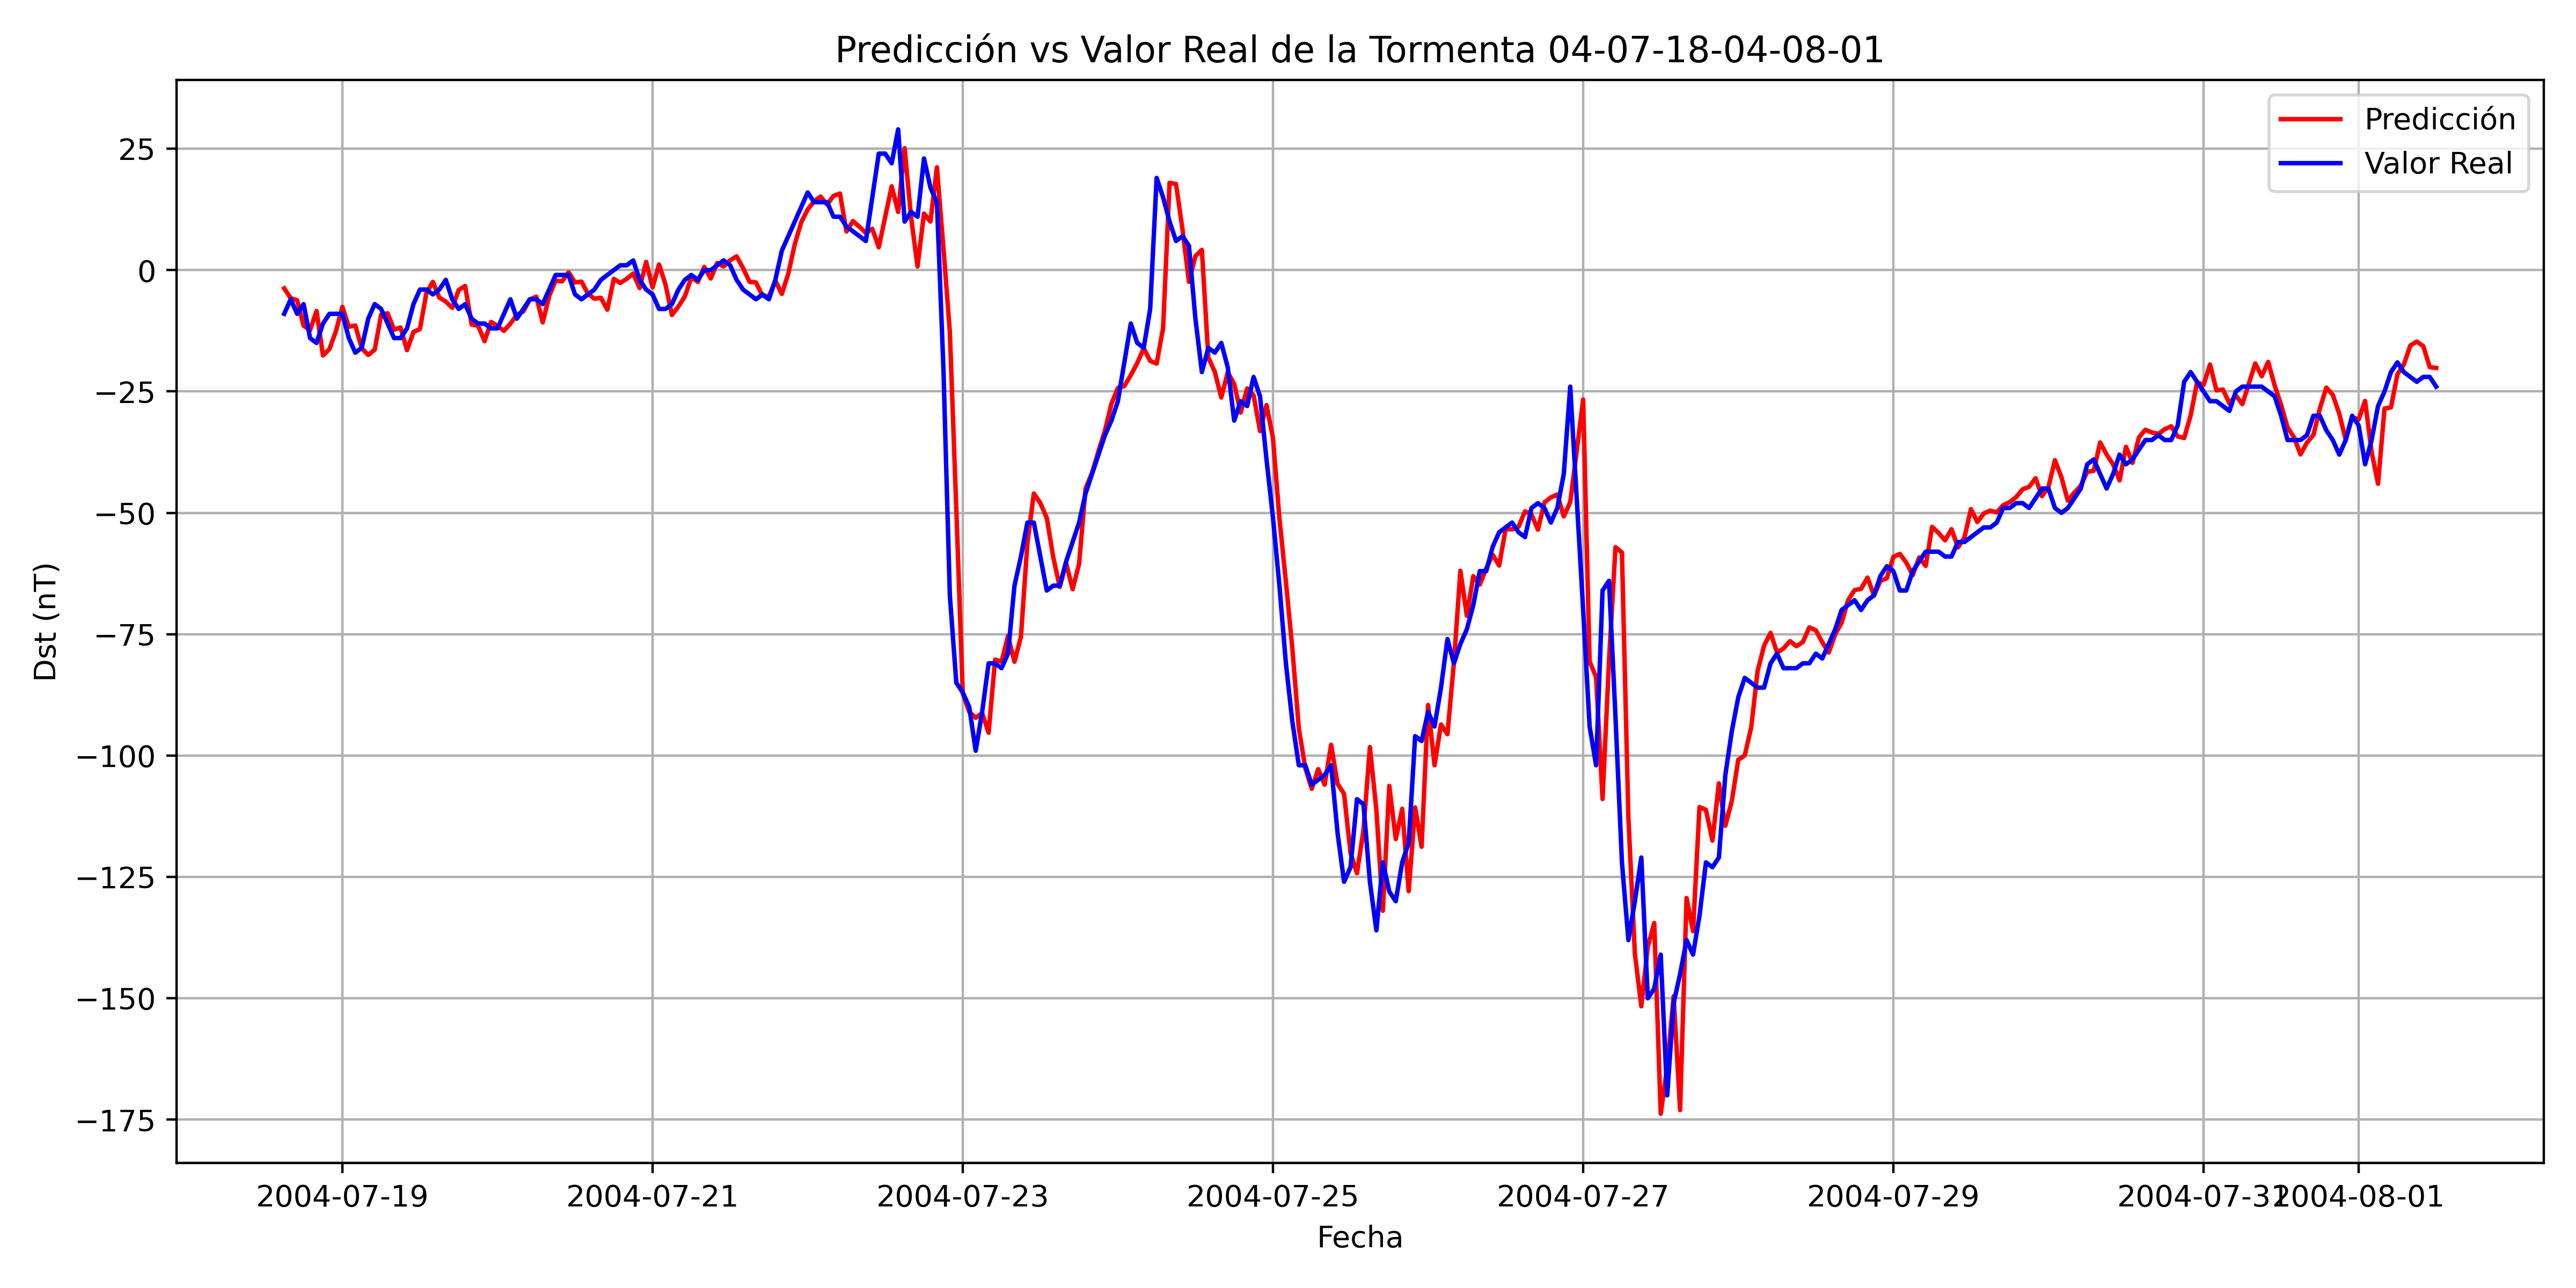 Predicción vs Valor Real de la Tormenta 04-07-18-04-08-01
Predicción
Valor Real
25
0
−25
−50
−75
−100
−125
−150
−175
Dst (nT)
2004-07-19 2004-07-21 2004-07-23 2004-07-25 2004-07-27 2004-07-29 2004-07-31 2004-08-01
Fecha